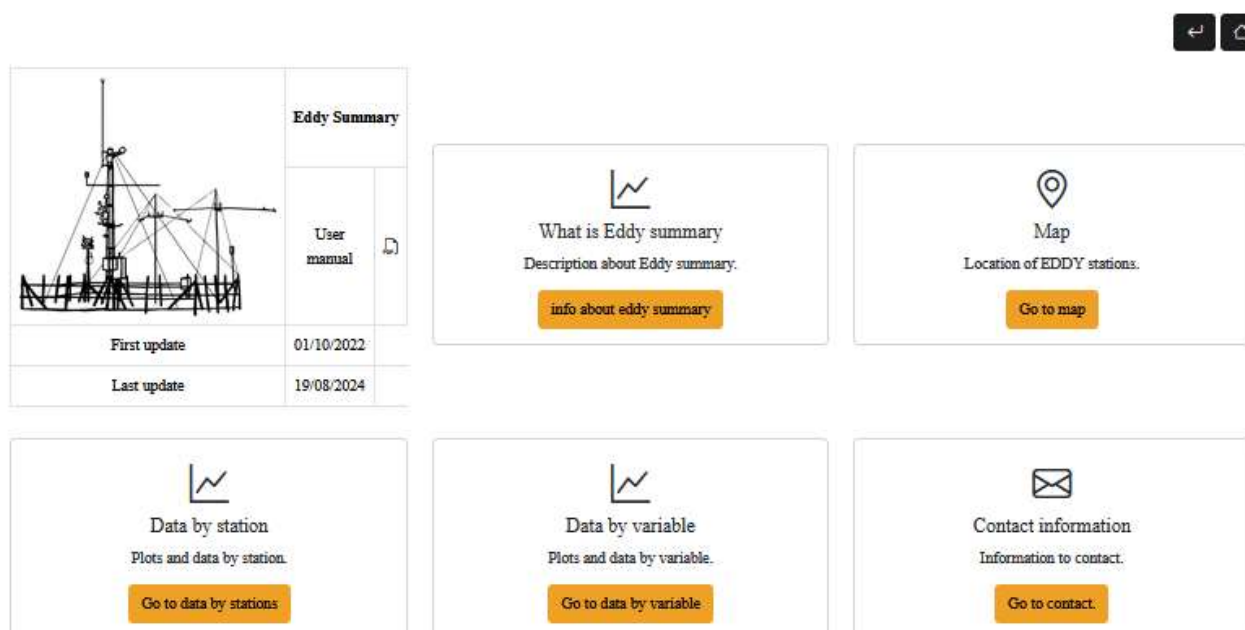 Eddy Summary
User
manual
First update 01/10/2022
Last update 19/08/2024
What is Eddy summary
Description about Eddy summary.
info about eddy summary
Map
Location of EDDY stations.
Go to map
Data by station
Plots and data by station.
Go to data by stations
Data by variable
Plots and data by variable.
Go to data by variable
Contact information
Information to contact.
Go to contact.